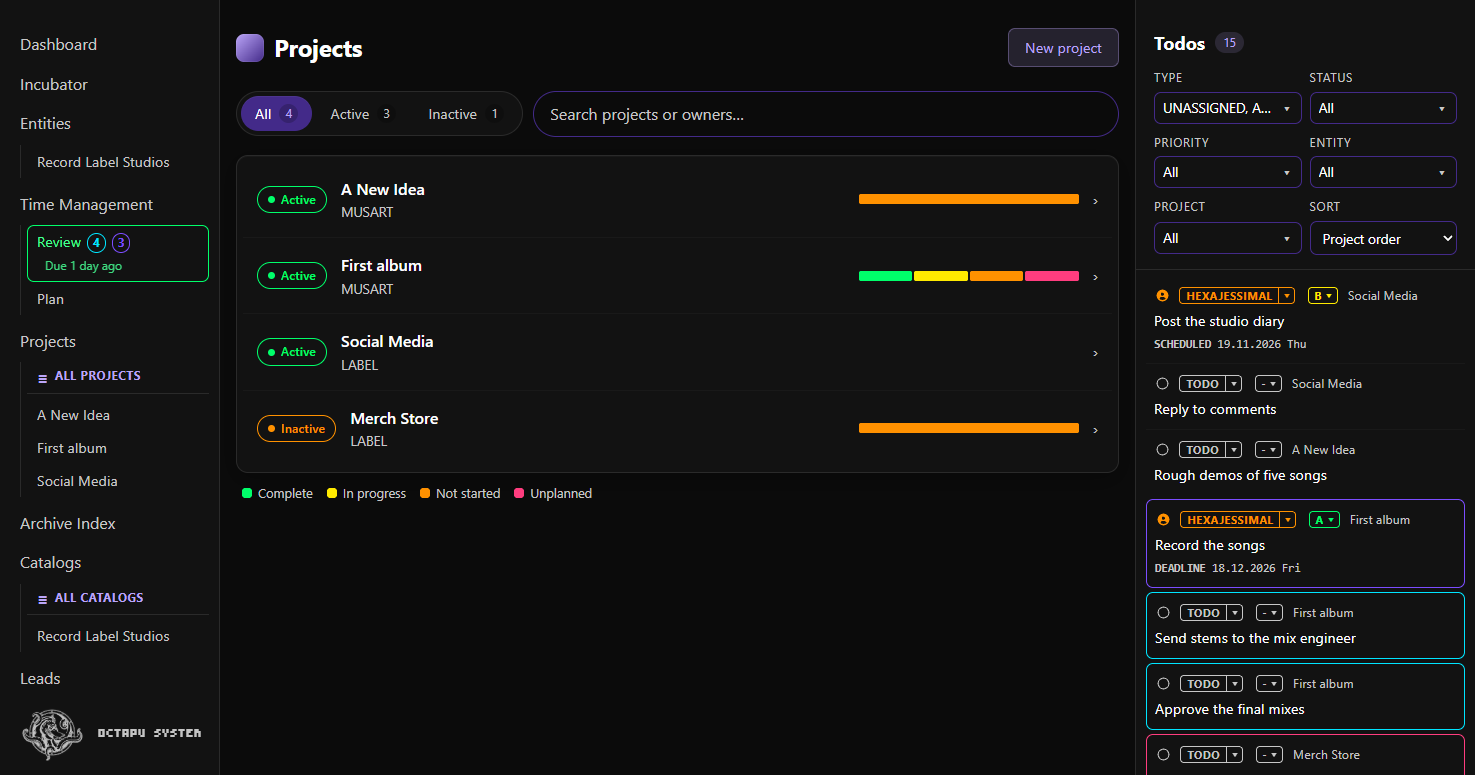 Dashboard
Incubator
Entities
Record Label Studios
Time Management
Review 4 3
Due 1 day ago
Plan
Projects
ALL PROJECTS
A New Idea
First album
Social Media
Archive Index
Catalogs
ALL CATALOGS
Record Label Studios
Leads
OCTAPU SYSTEM
Projects
New project
All 4 Active 3 Inactive 1
Search projects or owners...
Active
A New Idea
MUSART
Active
First album
MUSART
Active
Social Media
LABEL
Inactive
Merch Store
LABEL
Complete In progress Not started Unplanned
Todos 15
TYPE STATUS
UNASSIGNED, A... All
PRIORITY ENTITY
All All
PROJECT SORT
All Project order
HEXAJESSIMAL B Social Media
Post the studio diary
SCHEDULED 19.11.2026 Thu
TODO - Social Media
Reply to comments
TODO - A New Idea
Rough demos of five songs
HEXAJESSIMAL A First album
Record the songs
DEADLINE 18.12.2026 Fri
TODO - First album
Send stems to the mix engineer
TODO - First album
Approve the final mixes
TODO - Merch Store